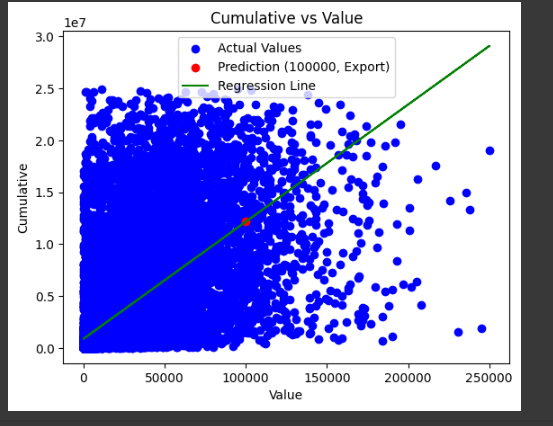 Cumulative vs Value
1e7
Actual Values
Prediction (100000, Export)
Regression Line
3.0
2.5
2.0
1.5
1.0
0.5
0.0
Cumulative
0 50000 100000 150000 200000 250000
Value